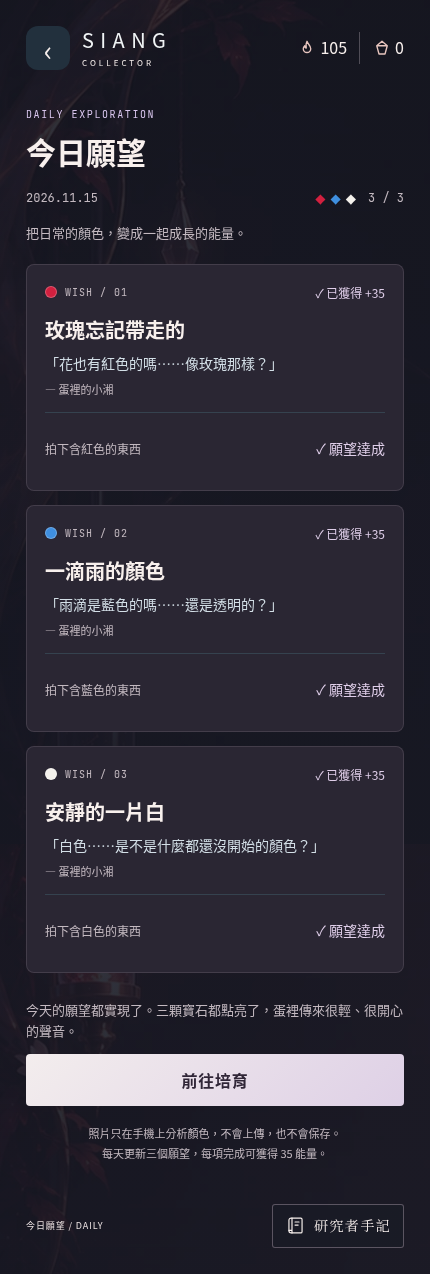 ‹
SIANG
COLLECTOR
105
0
DAILY EXPLORATION
今日願望
2026.11.15
3 / 3
把日常的顏色，變成一起成長的能量。
WISH / 01
✓已獲得 +35
玫瑰忘記帶走的
「花也有紅色的嗎……像玫瑰那樣？」
— 蛋裡的小湘
拍下含紅色的東西
✓願望達成
WISH / 02
✓已獲得 +35
一滴雨的顏色
「雨滴是藍色的嗎……還是透明的？」
— 蛋裡的小湘
拍下含藍色的東西
✓願望達成
WISH / 03
✓已獲得 +35
安靜的一片白
「白色……是不是什麼都還沒開始的顏色？」
— 蛋裡的小湘
拍下含白色的東西
✓願望達成
今天的願望都實現了。三顆寶石都點亮了，蛋裡傳來很輕、很開心
的聲音。
前往培育
照片只在手機上分析顏色，不會上傳，也不會保存。
每天更新三個願望，每項完成可獲得 35 能量。
今日願望 / DAILY
研究者手記